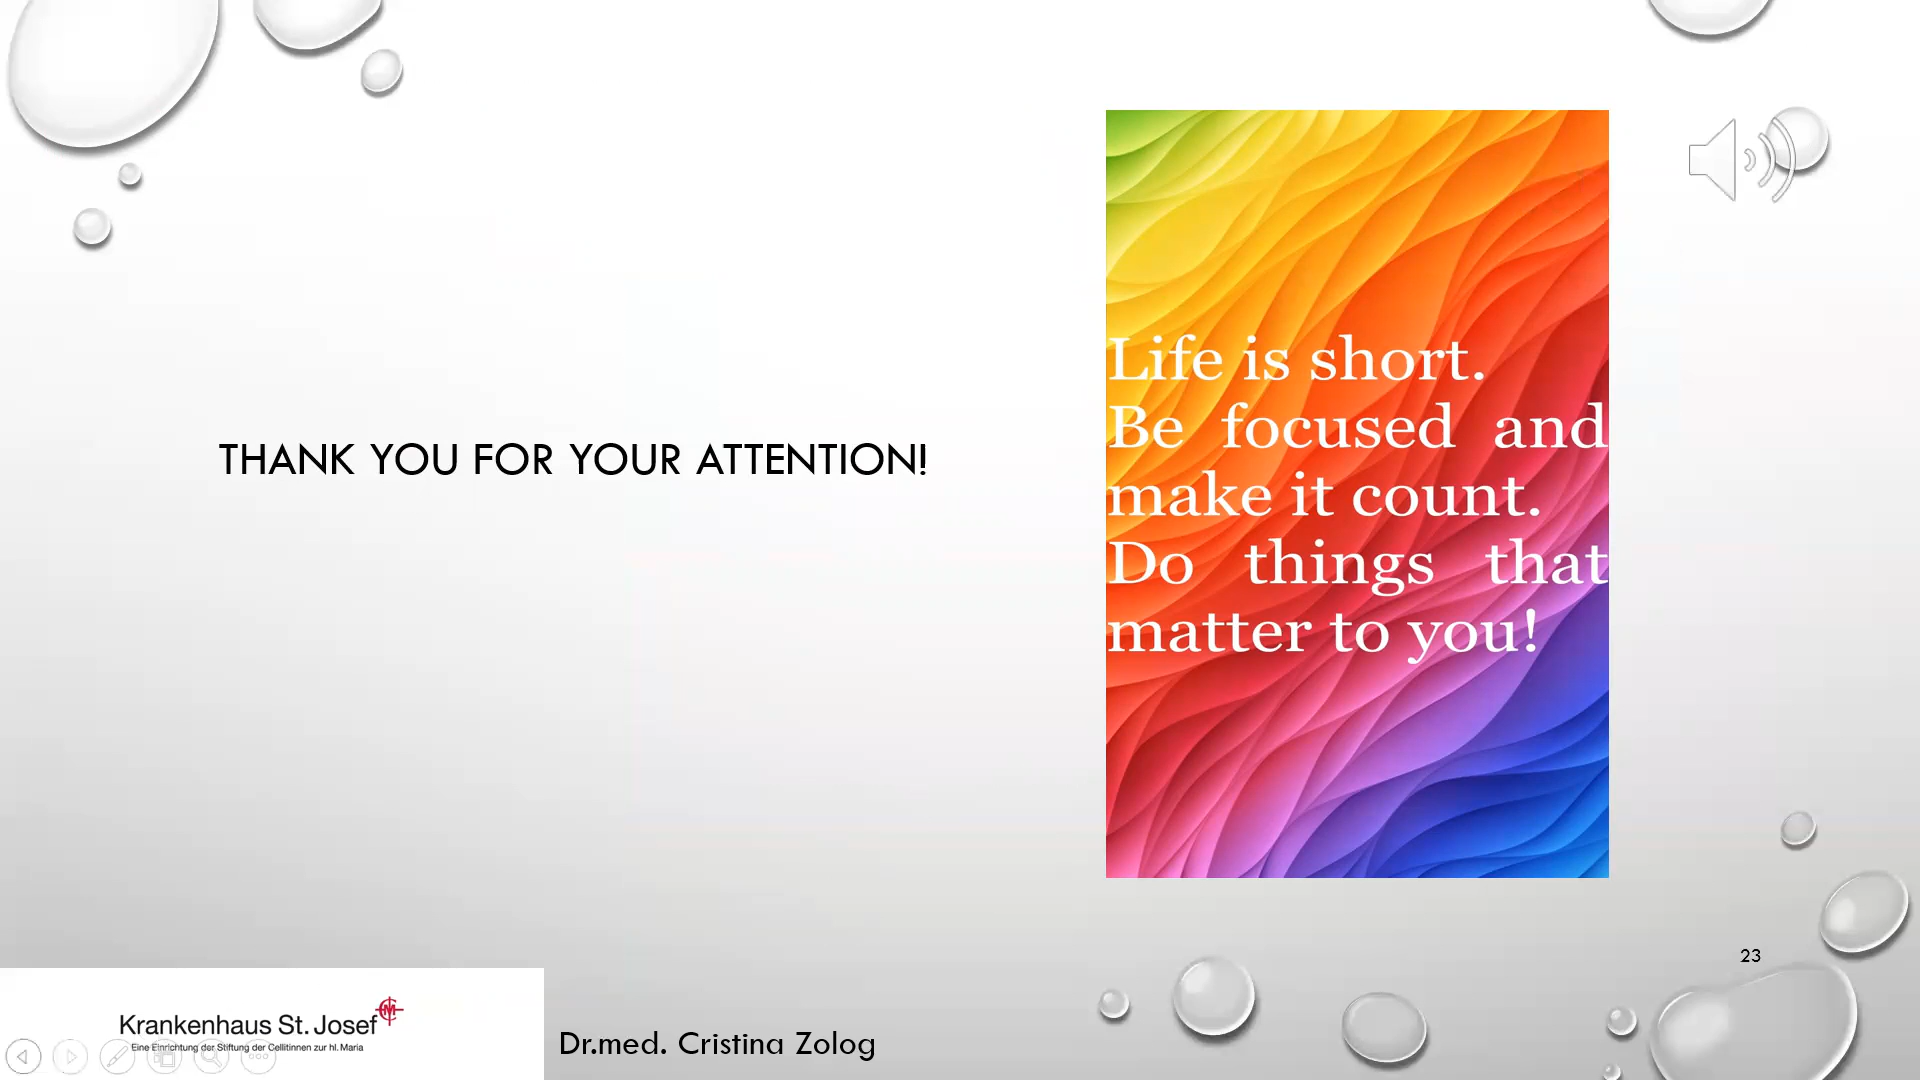 THANK YOU FOR YOUR ATTENTION!
Life is short.
Be focused and
make it count.
Do things that
matter to you!
23
Krankenhaus St. Josef
Eine Einrichtung der Stiftung der Cellitinnen zur hl. Maria
Dr.med. Cristina Zolog